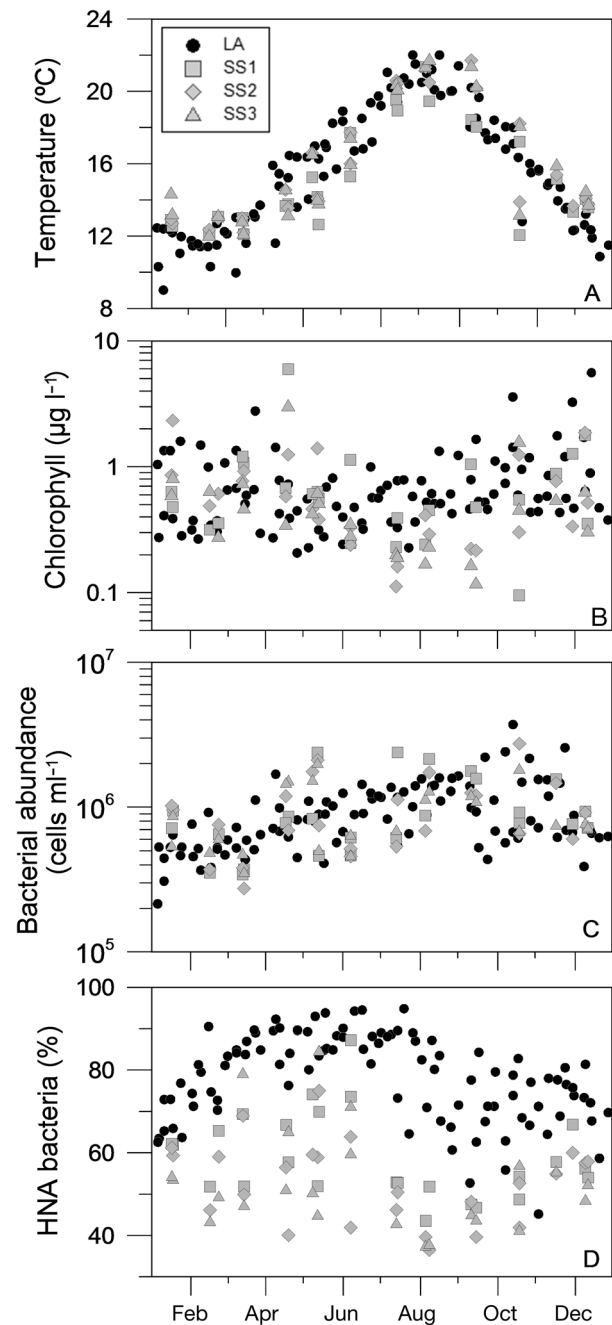 24
20
16
12
8
Temperature (ºC)
LA
SS1
SS2
SS3
A
10
1
0.1
Chlorophyll (µg l-1)
B
10⁷
10⁶
10⁵
Bacterial abundance
(cells ml-1)
C
100
80
60
40
HNA bacteria (%)
D
Feb Apr Jun Aug Oct Dec